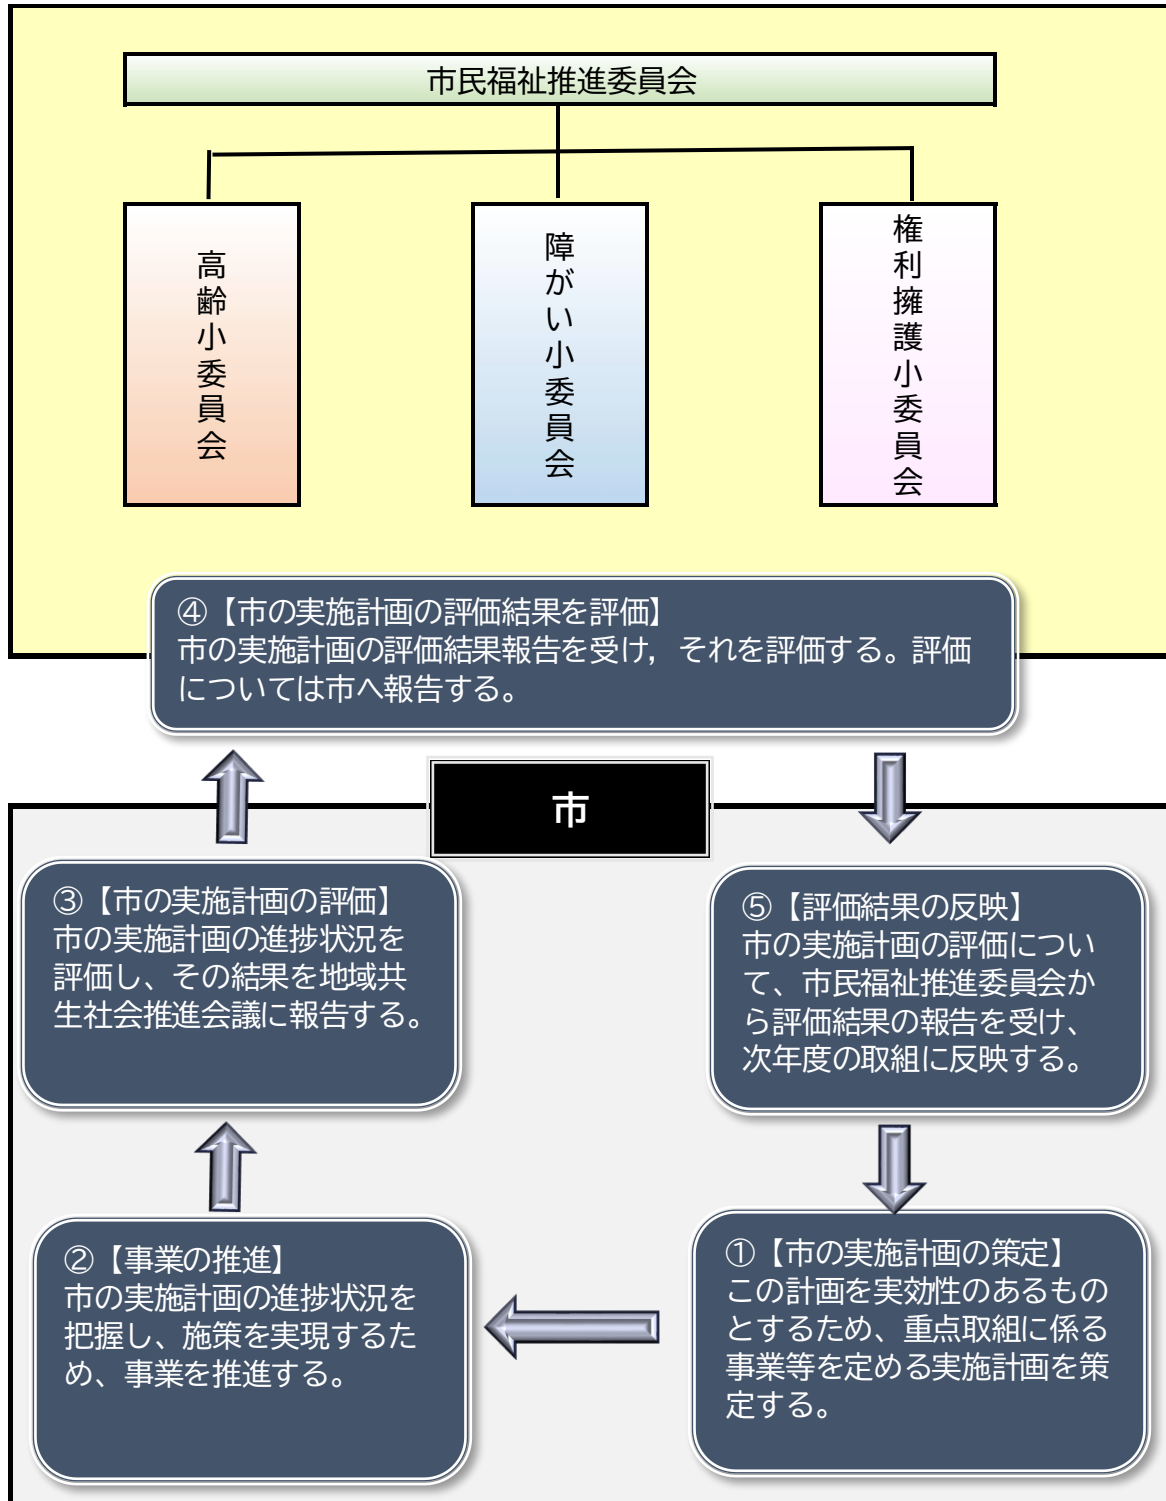 市民福祉推進委員会
高齢小委員会
障がい小委員会
権利擁護小委員会
④【市の実施計画の評価結果を評価】
市の実施計画の評価結果報告を受け，それを評価する。評価
については市へ報告する。
市
③【市の実施計画の評価】
市の実施計画の進捗状況を
評価し、その結果を地域共
生社会推進会議に報告する。
⑤【評価結果の反映】
市の実施計画の評価につい
て、市民福祉推進委員会か
ら評価結果の報告を受け、
次年度の取組に反映する。
②【事業の推進】
市の実施計画の進捗状況を
把握し、施策を実現するた
め、事業を推進する。
①【市の実施計画の策定】
この計画を実効性のあるもの
とするため、重点取組に係る
事業等を定める実施計画を策
定する。